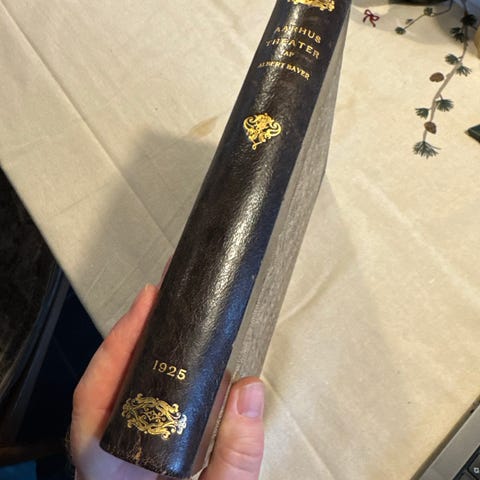 AARHUS
THEATER
AF
ALBERT BAYER
1925